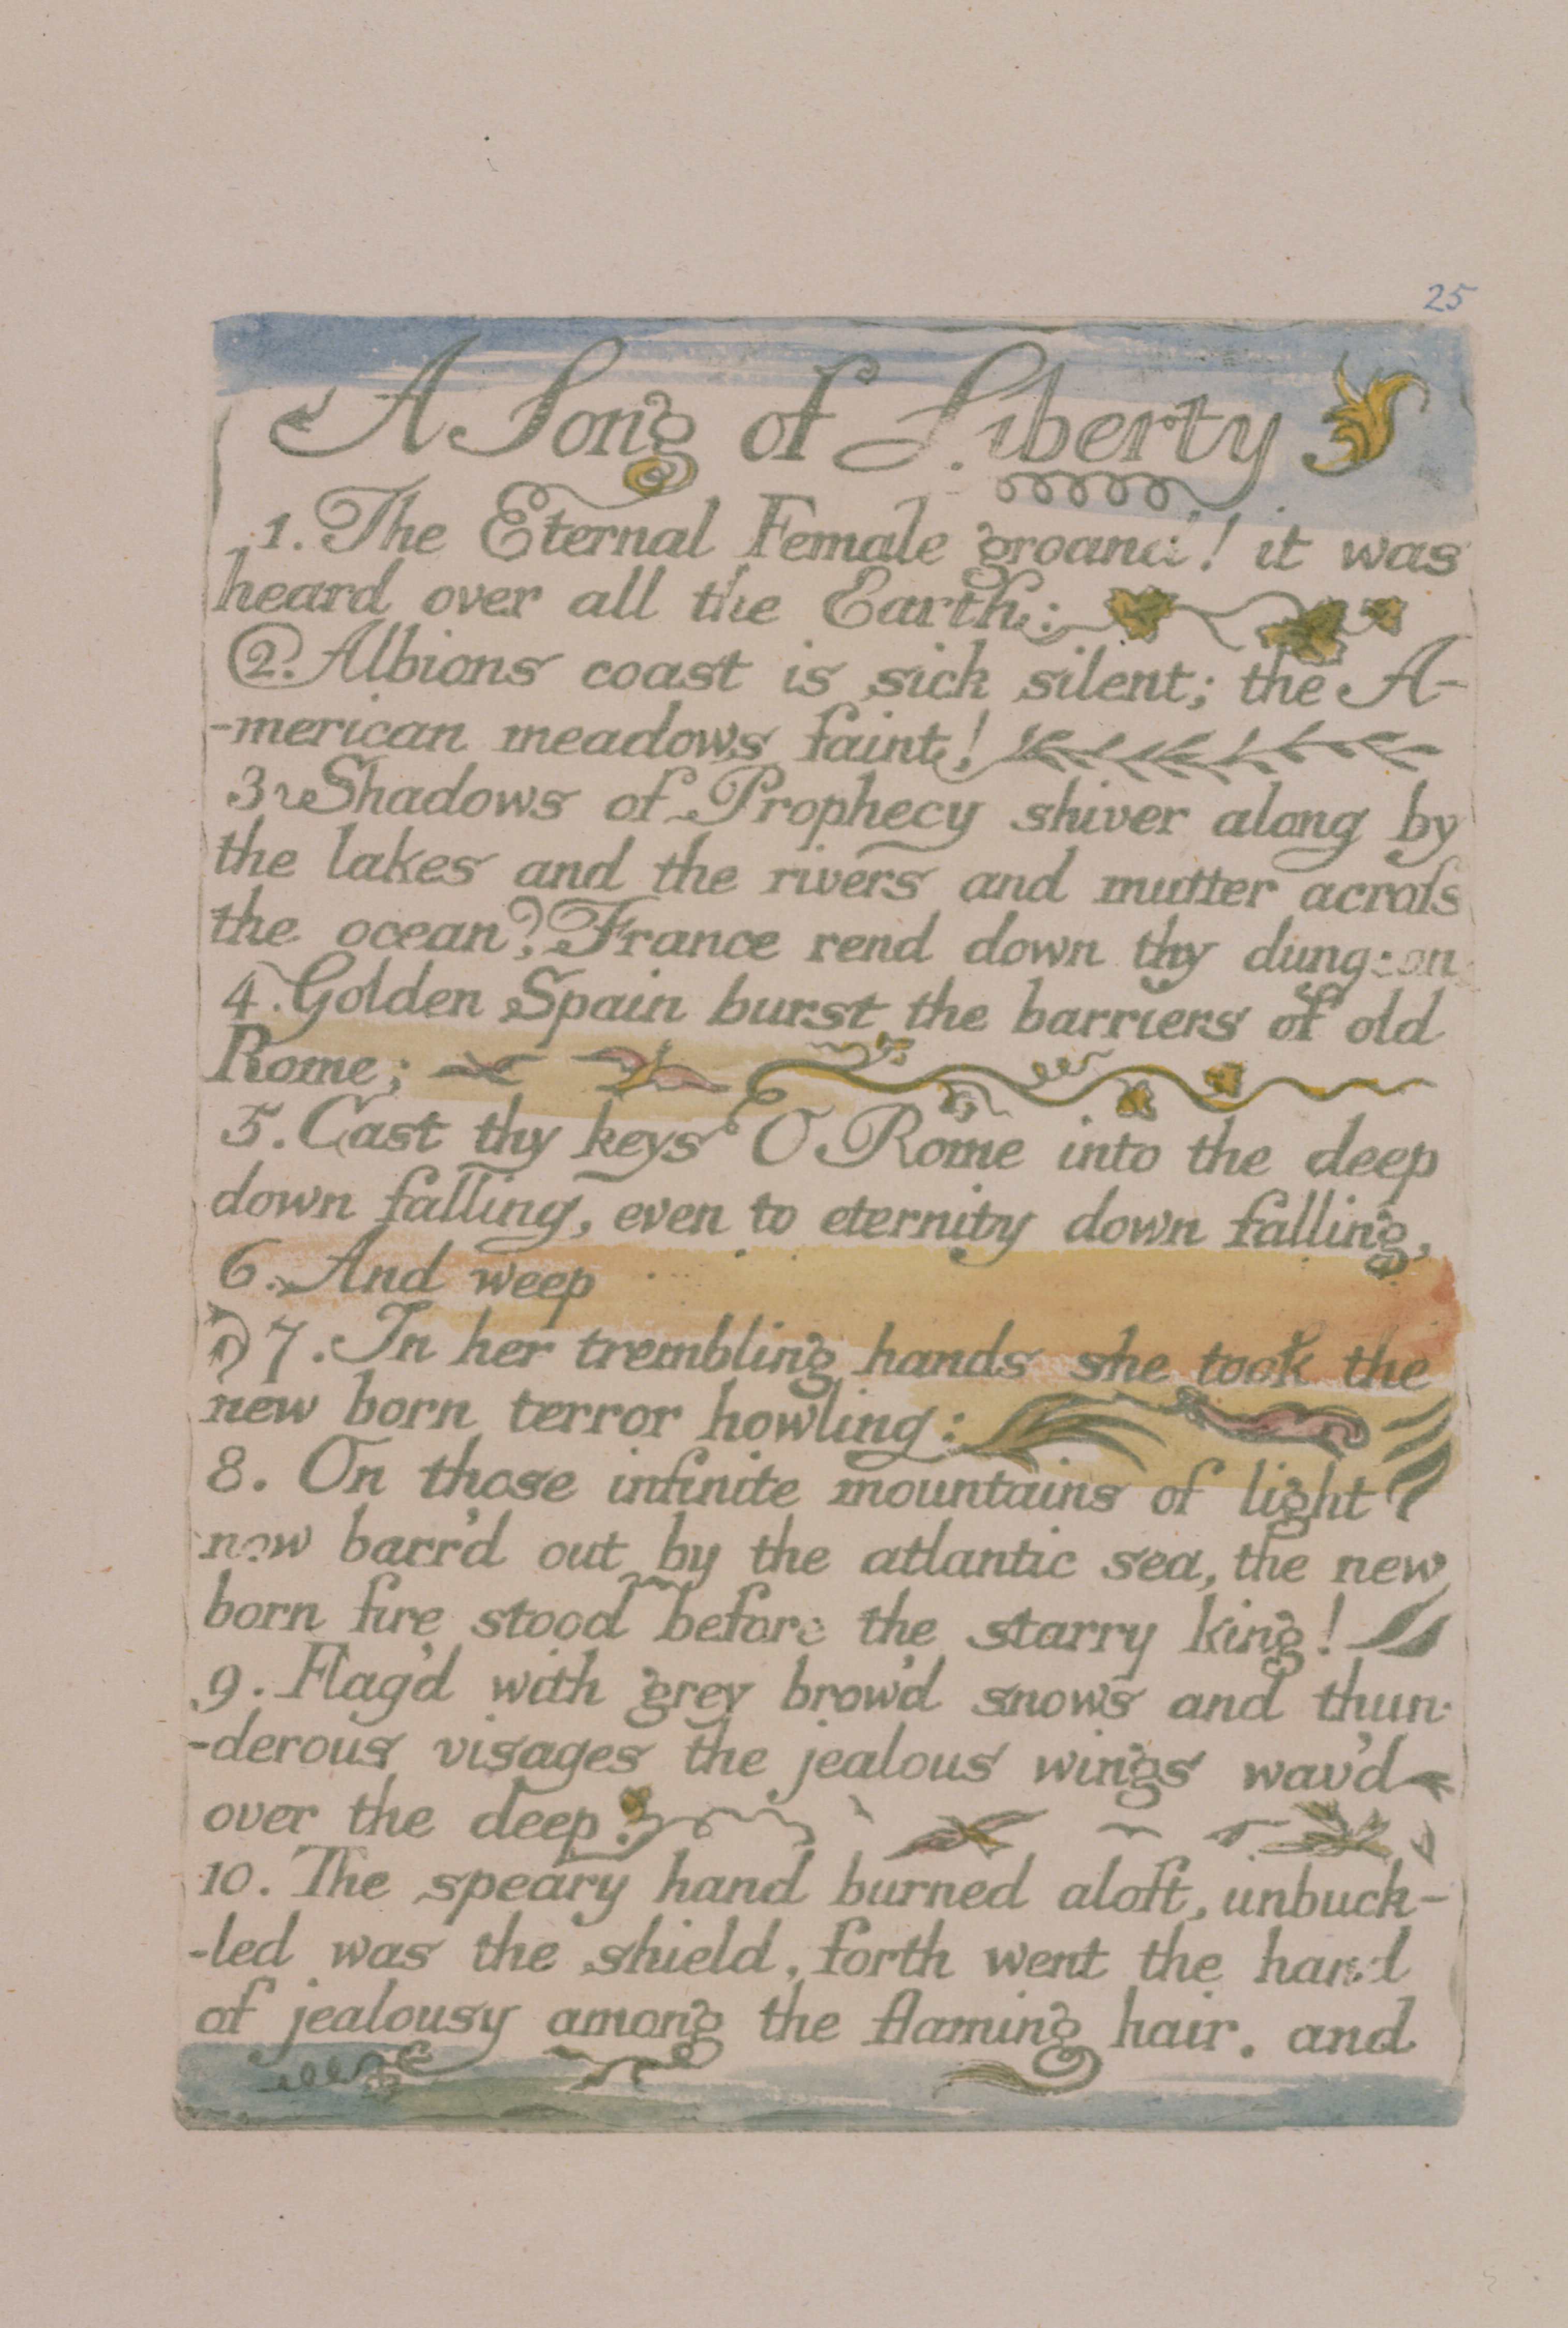 25
A Song of Liberty
1. The Eternal Female groand! it was
heard over all the Earth:
2. Albions coast is sick silent; the A-
-merican meadows faint!
3 Shadows of Prophecy shiver along by
the lakes and the rivers and mutter acroſs
the ocean? France rend down thy dungeon
4. Golden Spain burst the barriers of old
Rome;
5. Cast thy keys O Rome into the deep
down falling, even to eternity down falling,
6. And weep
7. In her trembling hands she took the
new born terror howling:
8. On those infinite mountains of light
now barr'd out by the atlantic sea, the new
born fire stood before the starry king!
9. Flag'd with grey brow'd snows and thun-
-derous visages the jealous wings wav'd
over the deep.
10. The speary hand burned aloft, unbuck-
-led was the shield, forth went the hand
of jealousy among the flaming hair. and